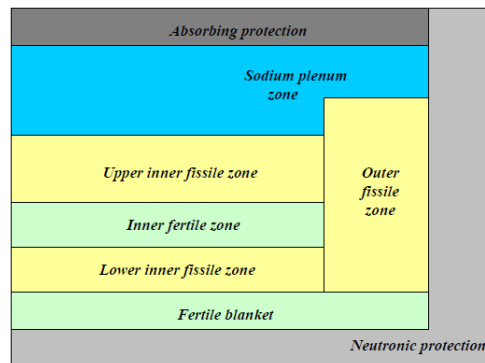 Absorbing protection
Sodium plenum
zone
Upper inner fissile zone
Outer
fissile
zone
Inner fertile zone
Lower inner fissile zone
Fertile blanket
Neutronic protection